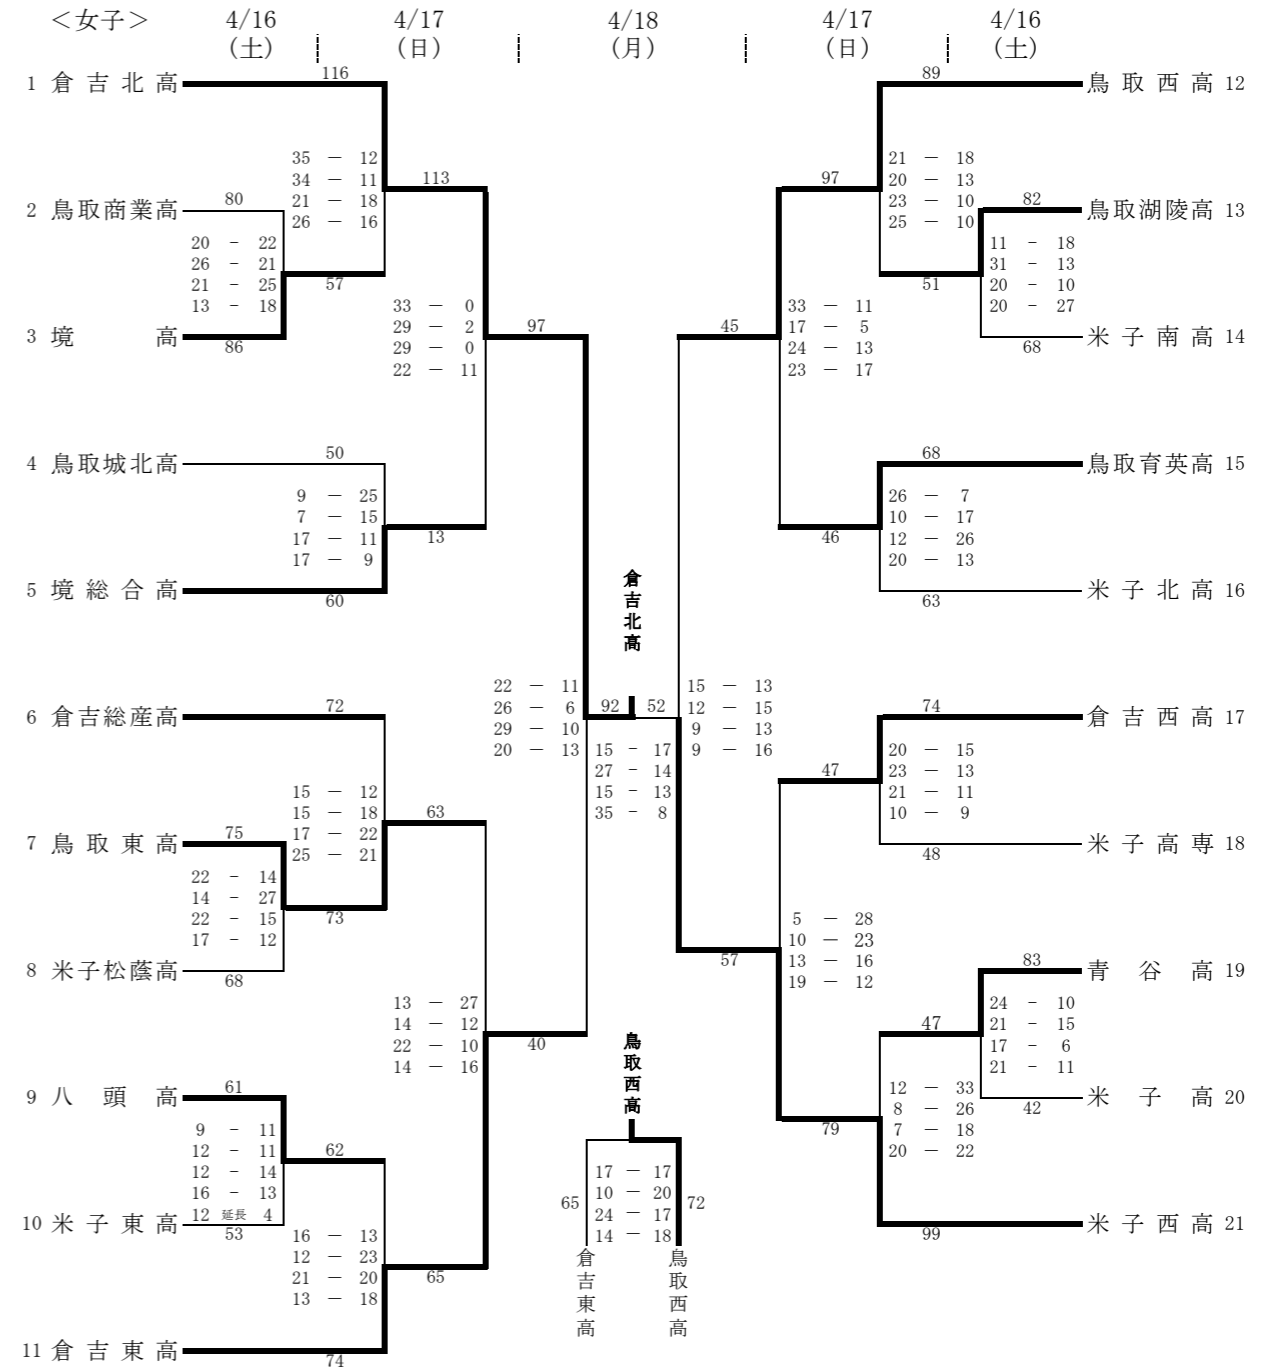 ＜女子＞ 4/16 4/17 4/18 4/17 4/16
(土) (日) (月) (日) (土)
1 倉吉北高 116 89 鳥取西高 12
35 － 12 21 － 18
34 － 11 113 97 20 － 13
2 鳥取商業高 80 21 － 18 23 － 10 82 鳥取湖陵高 13
26 － 16 25 － 10
20 － 22 11 － 18
26 － 21 31 － 13
21 － 25 57 51 20 － 10
13 － 18 33 － 0 33 － 11 20 － 27
3 境高 86 29 － 2 97 45 17 － 5 68 米子南高 14
29 － 0 24 － 13
22 － 11 23 － 17
4 鳥取城北高 50 68 鳥取育英高 15
9 － 25 26 － 7
7 － 15 10 － 17
17 － 11 13 46 12 － 26
17 － 9 20 － 13
5 境総合高 60 倉吉北高 63 米子北高 16
22 － 11 15 － 13
6 倉吉総産高 72 26 － 6 92 52 12 － 15 74 倉吉西高 17
29 － 10 9 － 13
20 － 13 15 － 17 9 － 16 20 － 15
27 － 14 47 23 － 13
15 － 12 15 － 13 21 － 11
15 － 18 63 35 － 8 10 － 9
7 鳥取東高 75 17 － 22 48 米子高専 18
25 － 21
22 － 14
14 － 27
22 － 15 73 5 － 28
17 － 12 10 － 23
8 米子松蔭高 68 57 13 － 16 83 青谷高 19
19 － 12
13 － 27 24 － 10
14 － 12 47 21 － 15
22 － 10 40 鳥取西高 17 － 6
14 － 16 21 － 11
9 八頭高 61 12 － 33 42 米子高 20
8 － 26
9 － 11 79 7 － 18
12 － 11 62 20 － 22
12 － 14
16 － 13 17 － 17
12 延長 4 65 10 － 20 72
10 米子東高 53 24 － 17 99 米子西高 21
16 － 13 14 － 18
12 － 23 倉吉東高 鳥取西高
21 － 20 65
13 － 18
11 倉吉東高 74